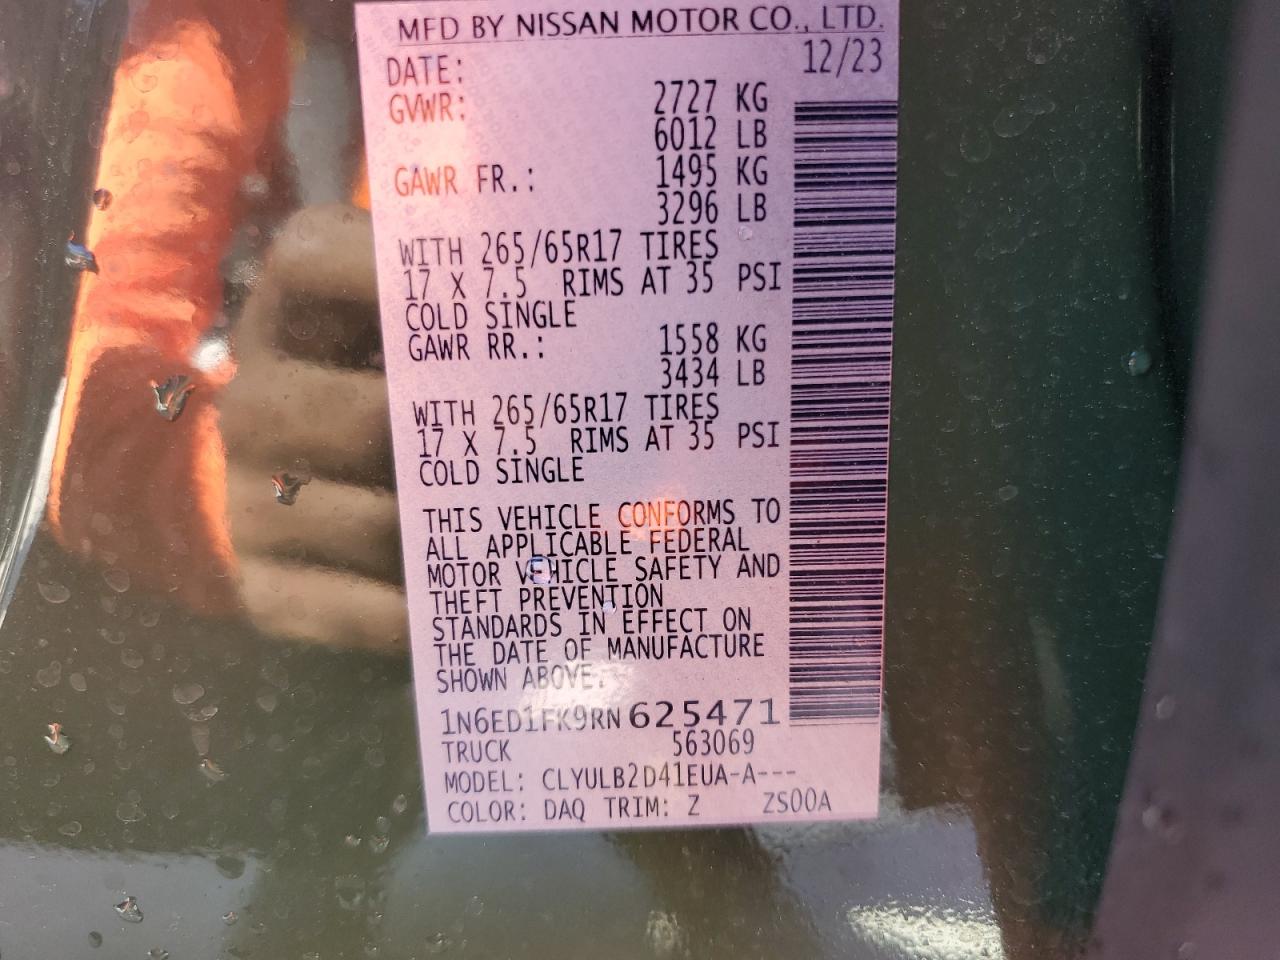 MFD BY NISSAN MOTOR CO., LTD.
DATE: 12/23
GVWR: 2727 KG
6012 LB
GAWR FR.: 1495 KG
3296 LB
WITH 265/65R17 TIRES
17 X 7.5 RIMS AT 35 PSI
COLD SINGLE
GAWR RR.: 1558 KG
3434 LB
WITH 265/65R17 TIRES
17 X 7.5 RIMS AT 35 PSI
COLD SINGLE
THIS VEHICLE CONFORMS TO
ALL APPLICABLE FEDERAL
MOTOR VEHICLE SAFETY AND
THEFT PREVENTION
STANDARDS IN EFFECT ON
THE DATE OF MANUFACTURE
SHOWN ABOVE.
1N6ED1FK9RN625471
TRUCK 563069
MODEL: CLYULB2D41EUA-A---
COLOR: DAQ TRIM: Z ZS00A